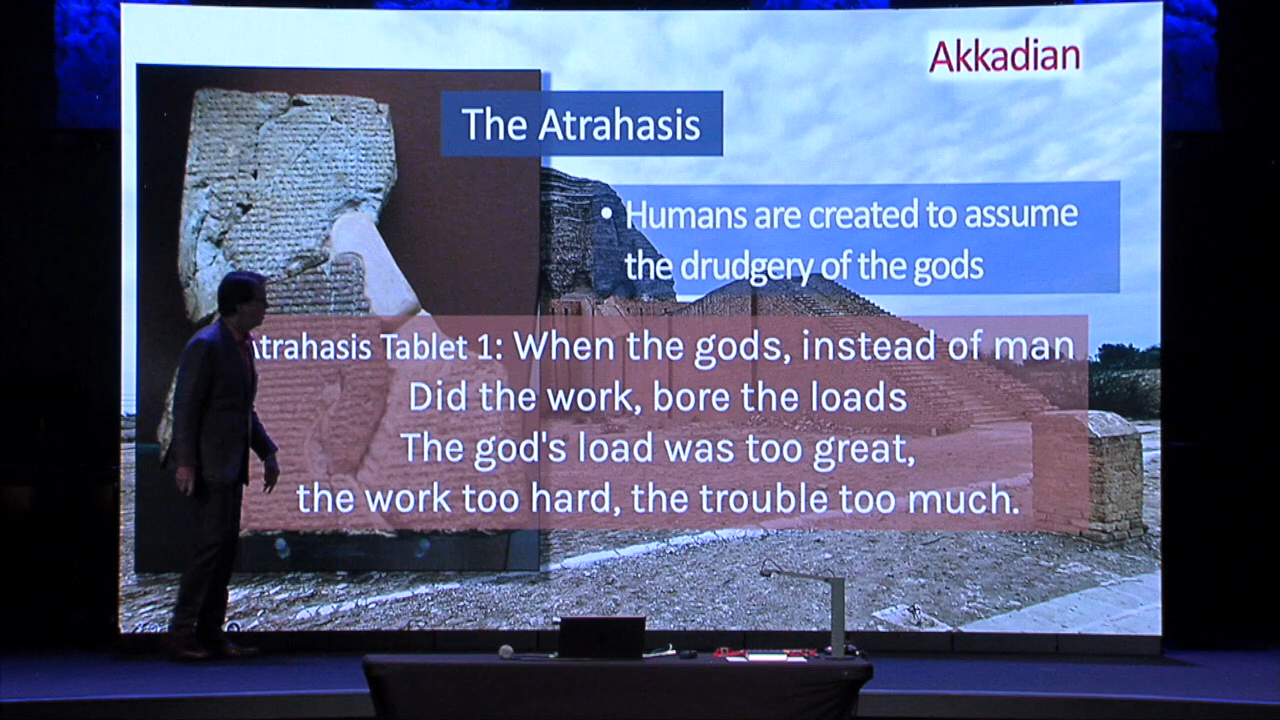 Akkadian
The Atrahasis
• Humans are created to assume
the drudgery of the gods
Atrahasis Tablet 1: When the gods, instead of man
Did the work, bore the loads
The god's load was too great,
the work too hard, the trouble too much.